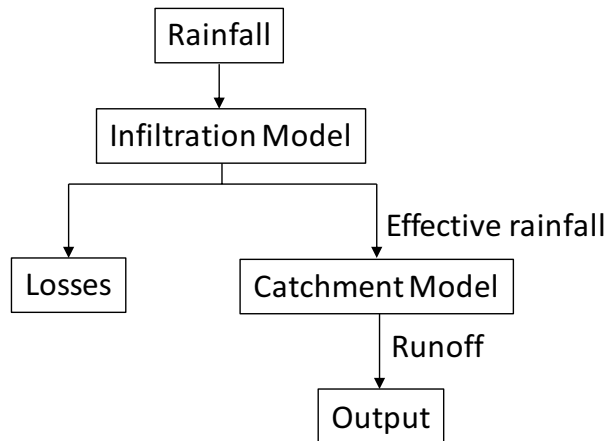 Rainfall
Infiltration Model
Effective rainfall
Losses
Catchment Model
Runoff
Output